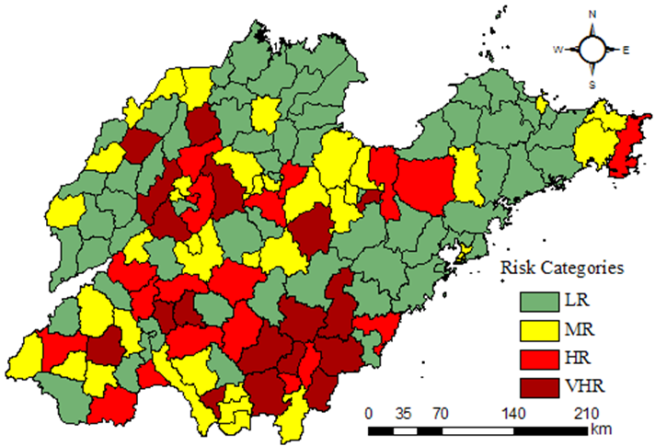 N
W E
S
Risk Categories
LR
MR
HR
VHR
0 35 70 140 210
km